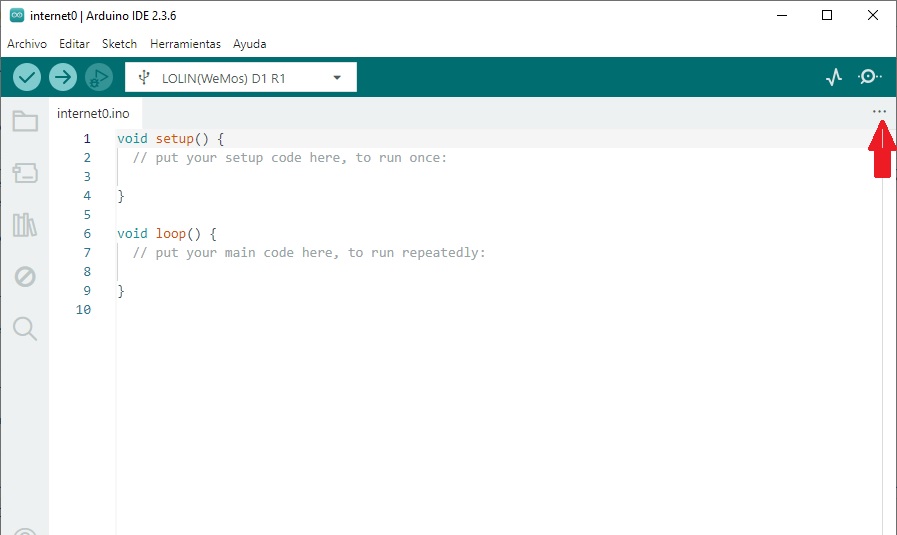 internet0 | Arduino IDE 2.3.6
Archivo Editar Sketch Herramientas Ayuda
LOLIN(WeMos) D1 R1
internet0.ino
...
1 void setup() {
2 // put your setup code here, to run once:
3
4 }
5
6 void loop() {
7 // put your main code here, to run repeatedly:
8
9 }
10